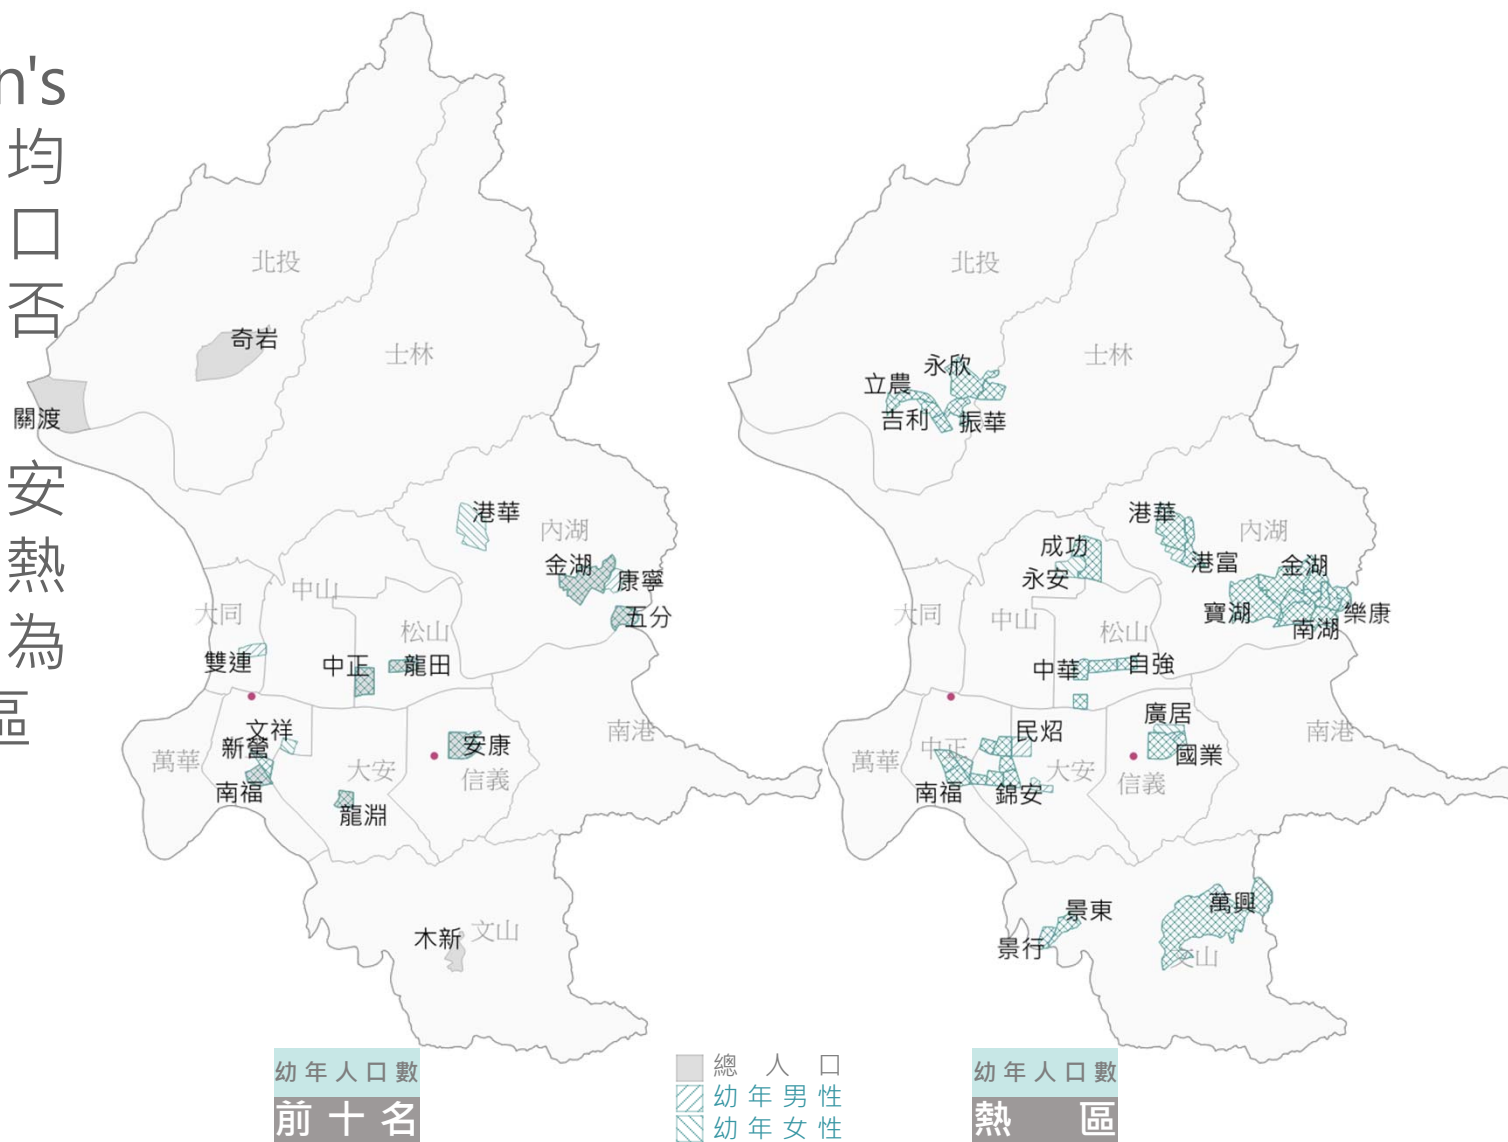 n's
均
口
否
安
熱
為
區
北投
奇岩
士林
關渡
港華
內湖
金湖
康寧
五分
中山
大同
松山
雙連
中正
龍田
文祥
新營
萬華
南福
大安
龍淵
安康
信義
南港
木新
文山
幼年人口數
前十名
總人口
幼年男性
幼年女性
北投
士林
永欣
立農
吉利
振華
港華
內湖
成功
永安
港富
金湖
寶湖
南湖
樂康
大同
中山
松山
中華
自強
廣居
國業
民炤
中正
萬華
南福
錦安
大安
信義
南港
景東
景行
萬興
文山
幼年人口數
熱區